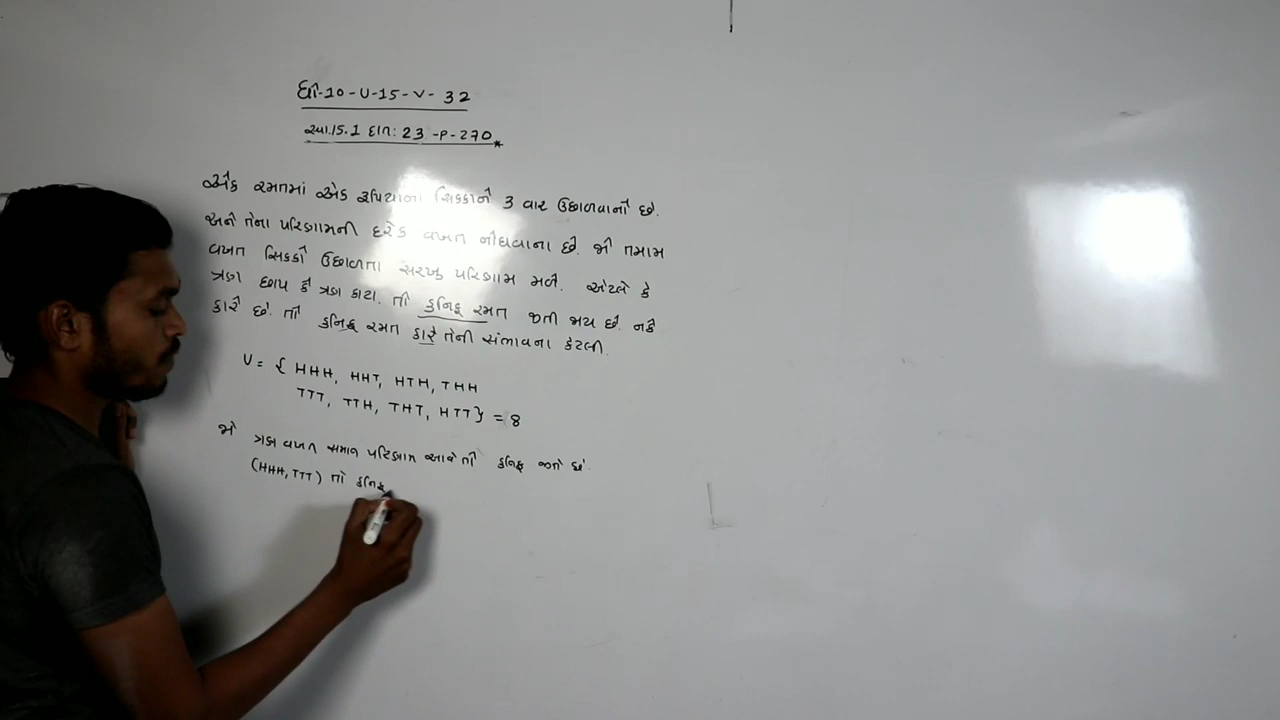 ધો-10-U-15-V-32
સ્વા.15.1 દાખ: 23-P-270
એક રમતમાં એક રૂપિયાના સિક્કાને 3 વાર ઉછાળવાનો છે.
અને તેના પરિણામની દરેક વખત નોંધવાના છે. જો તમામ
વખત સિક્કો ઉછાળતા સરખુ પરિણામ મળે. એટલે કે
ત્રણ છાપ કે ત્રણ કાટા. તો કુનિફ રમત જીતી જાય છે. નકે
હારે છે. તો કુનિફ રમત હારે તેની સંભાવના કેટલી.
U = { HHH, HHT, HTH, THH
TTT, TTH, THT, HTT} = 8
જો ત્રણ વખત સમાન પરિણામ આવે તો કુનિફ જીતે છે.
(HHH, TTT) તો કુનિફ